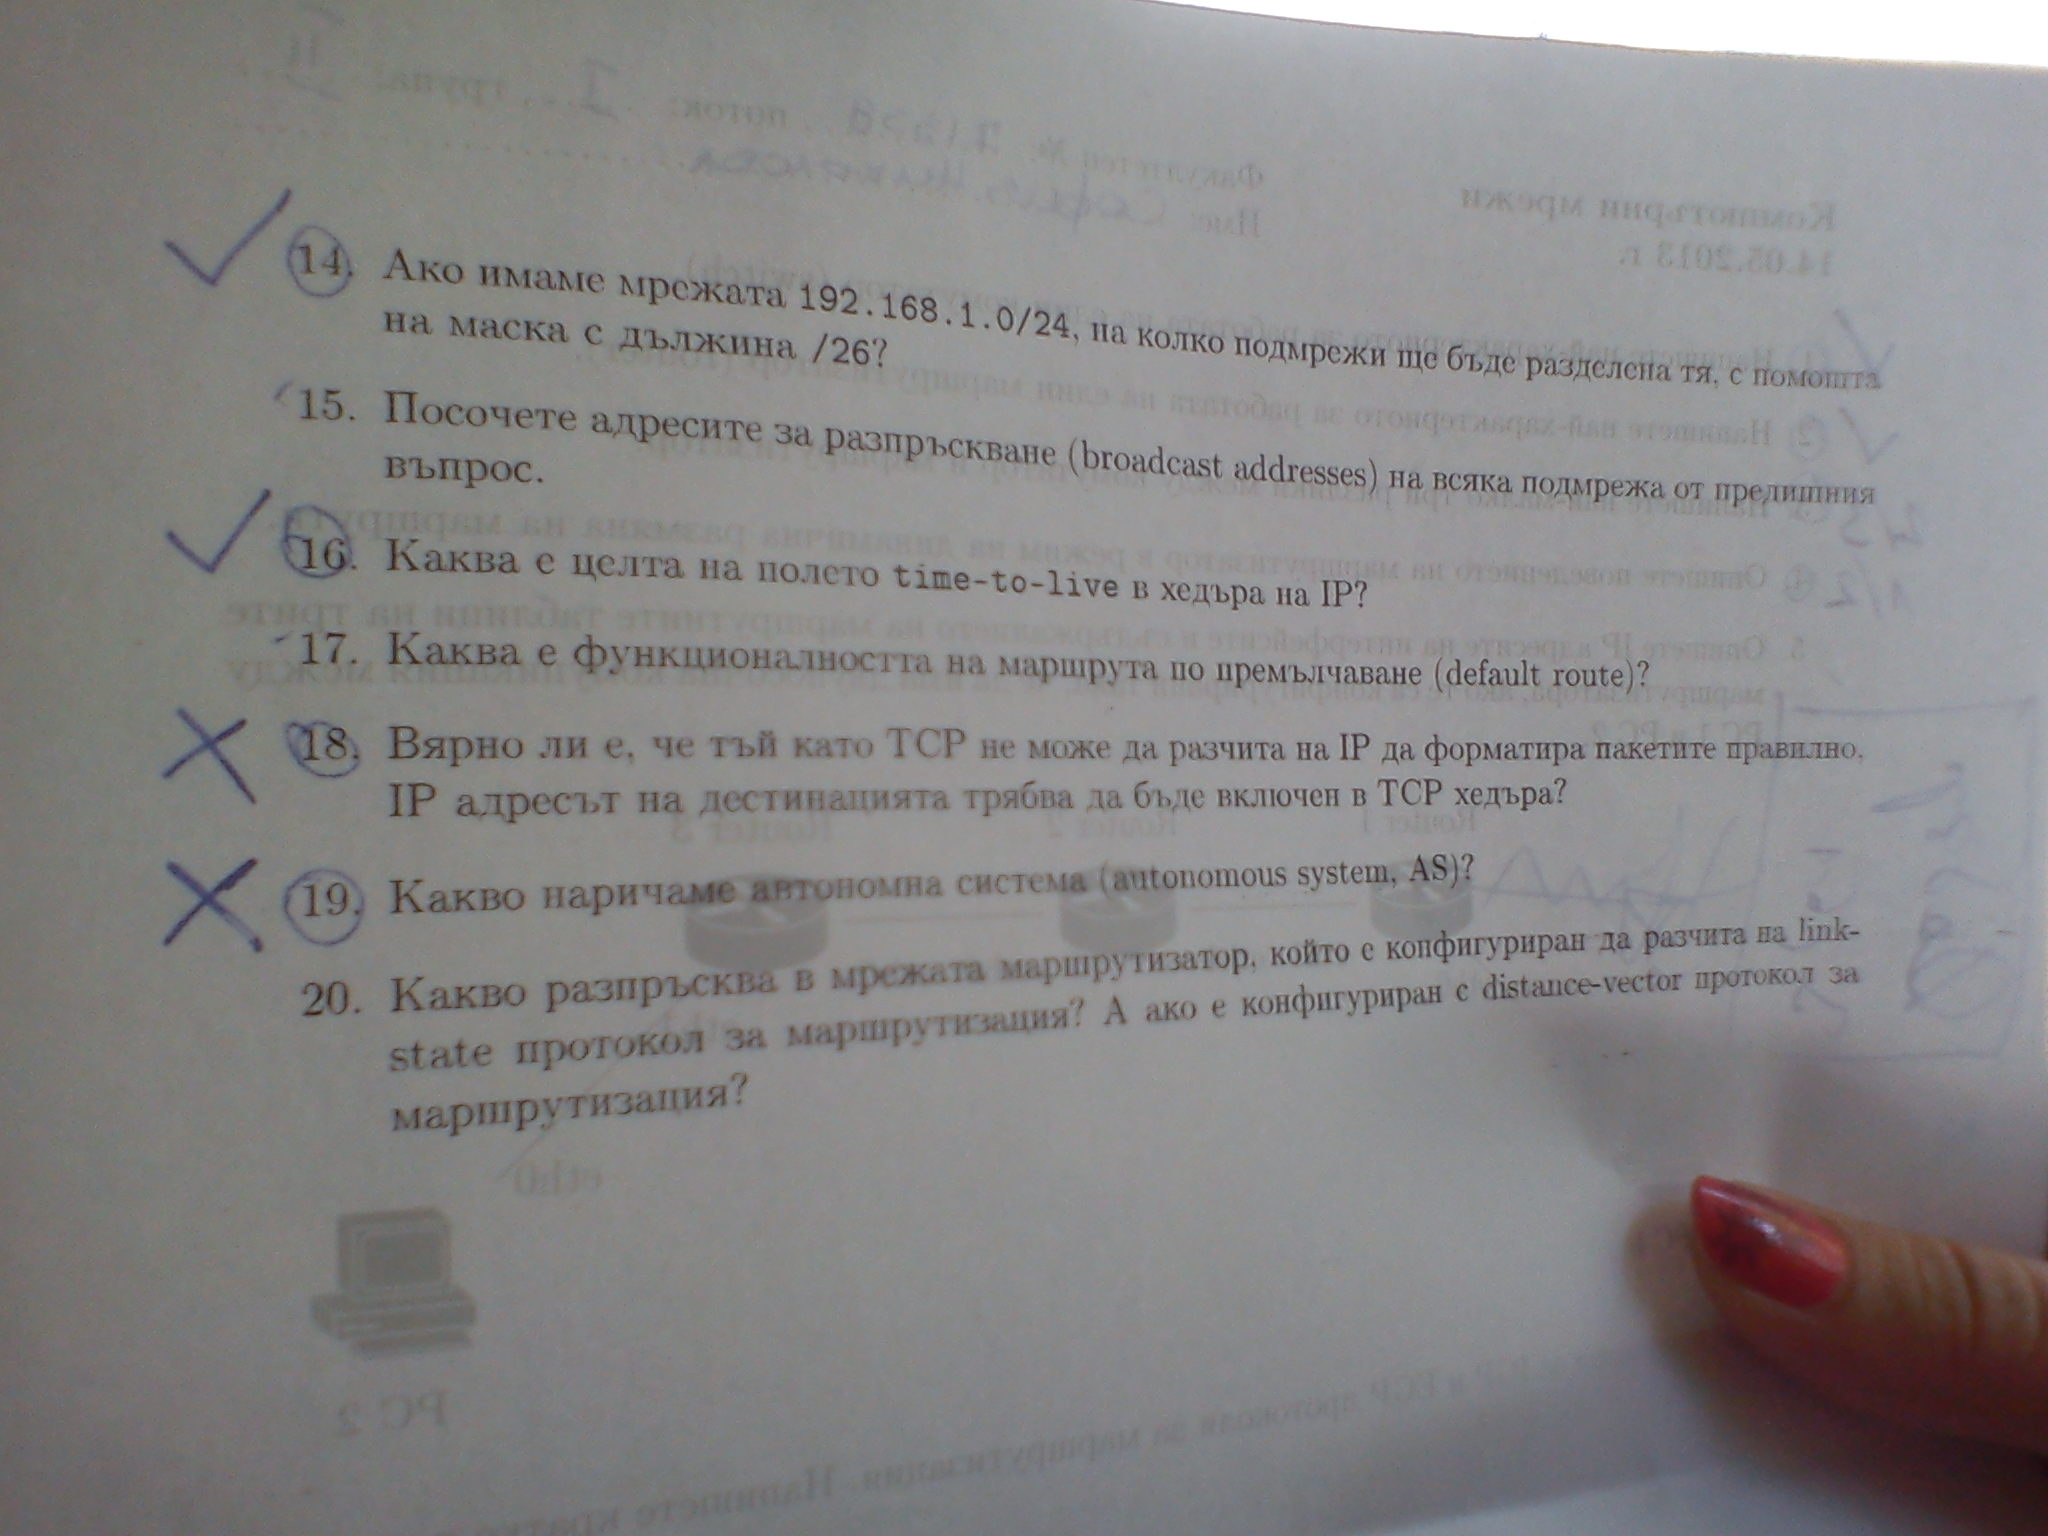 14. Ако имаме мрежата 192.168.1.0/24, на колко подмрежи ще бъде разделена тя, с помощта
на маска с дължина /26?
15. Посочете адресите за разпръскване (broadcast addresses) на всяка подмрежа от предишния
въпрос.
16. Каква е целта на полето time-to-live в хедъра на IP?
17. Каква е функционалността на маршрута по премълчаване (default route)?
18. Вярно ли е, че тъй като TCP не може да разчита на IP да форматира пакетите правилно,
IP адресът на дестинацията трябва да бъде включен в TCP хедъра?
19. Какво наричаме автономна система (autonomous system, AS)?
20. Какво разпръсква в мрежата маршрутизатор, който е конфигуриран да разчита на link-
state протокол за маршрутизация? А ако е конфигуриран с distance-vector протокол за
маршрутизация?